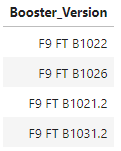 Booster_Version
F9 FT B1022
F9 FT B1026
F9 FT B1021.2
F9 FT B1031.2